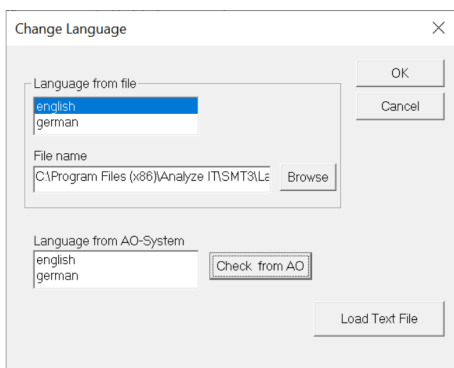 Change Language
OK
Cancel
Language from file
english
german
File name
C:\Program Files (x86)\Analyze IT\SMT3\La
Browse
Language from AO-System
english
german
Check from AO
Load Text File